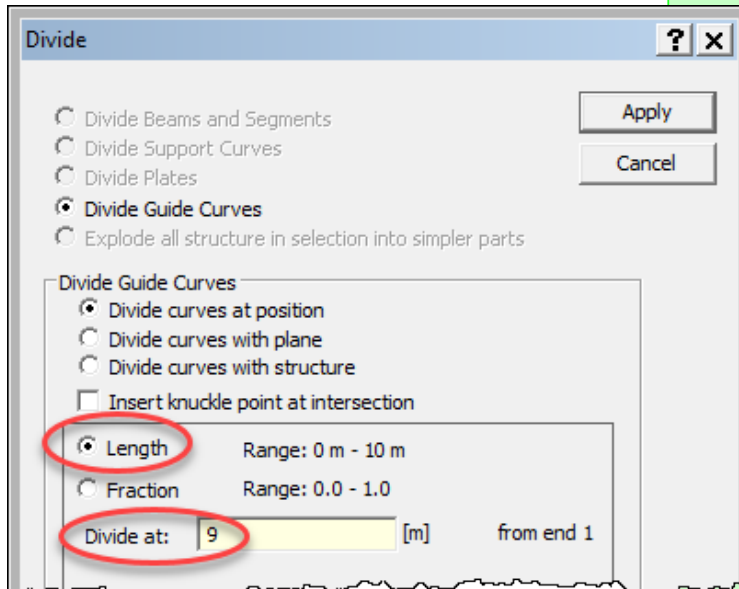 Divide
Divide Beams and Segments
Divide Support Curves
Divide Plates
Divide Guide Curves
Explode all structure in selection into simpler parts
Apply
Cancel
Divide Guide Curves
Divide curves at position
Divide curves with plane
Divide curves with structure
Insert knuckle point at intersection
Length Range: 0 m - 10 m
Fraction Range: 0.0 - 1.0
Divide at: 9 [m] from end 1